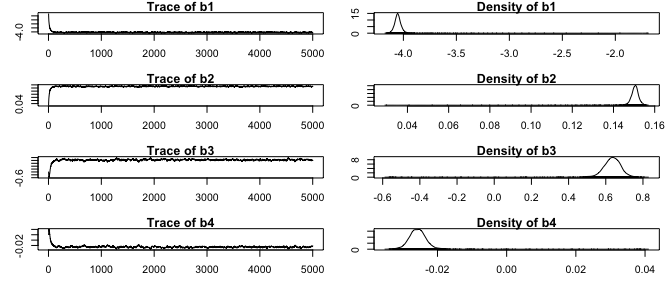 Trace of b1
-4.0
0 1000 2000 3000 4000 5000
Density of b1
0 15
-4.0 -3.5 -3.0 -2.5 -2.0
Trace of b2
0.04
0 1000 2000 3000 4000 5000
Density of b2
0
0.04 0.06 0.08 0.10 0.12 0.14 0.16
Trace of b3
-0.6
0 1000 2000 3000 4000 5000
Density of b3
0 8
-0.6 -0.4 -0.2 0.0 0.2 0.4 0.6 0.8
Trace of b4
-0.02
0 1000 2000 3000 4000 5000
Density of b4
0
-0.02 0.00 0.02 0.04